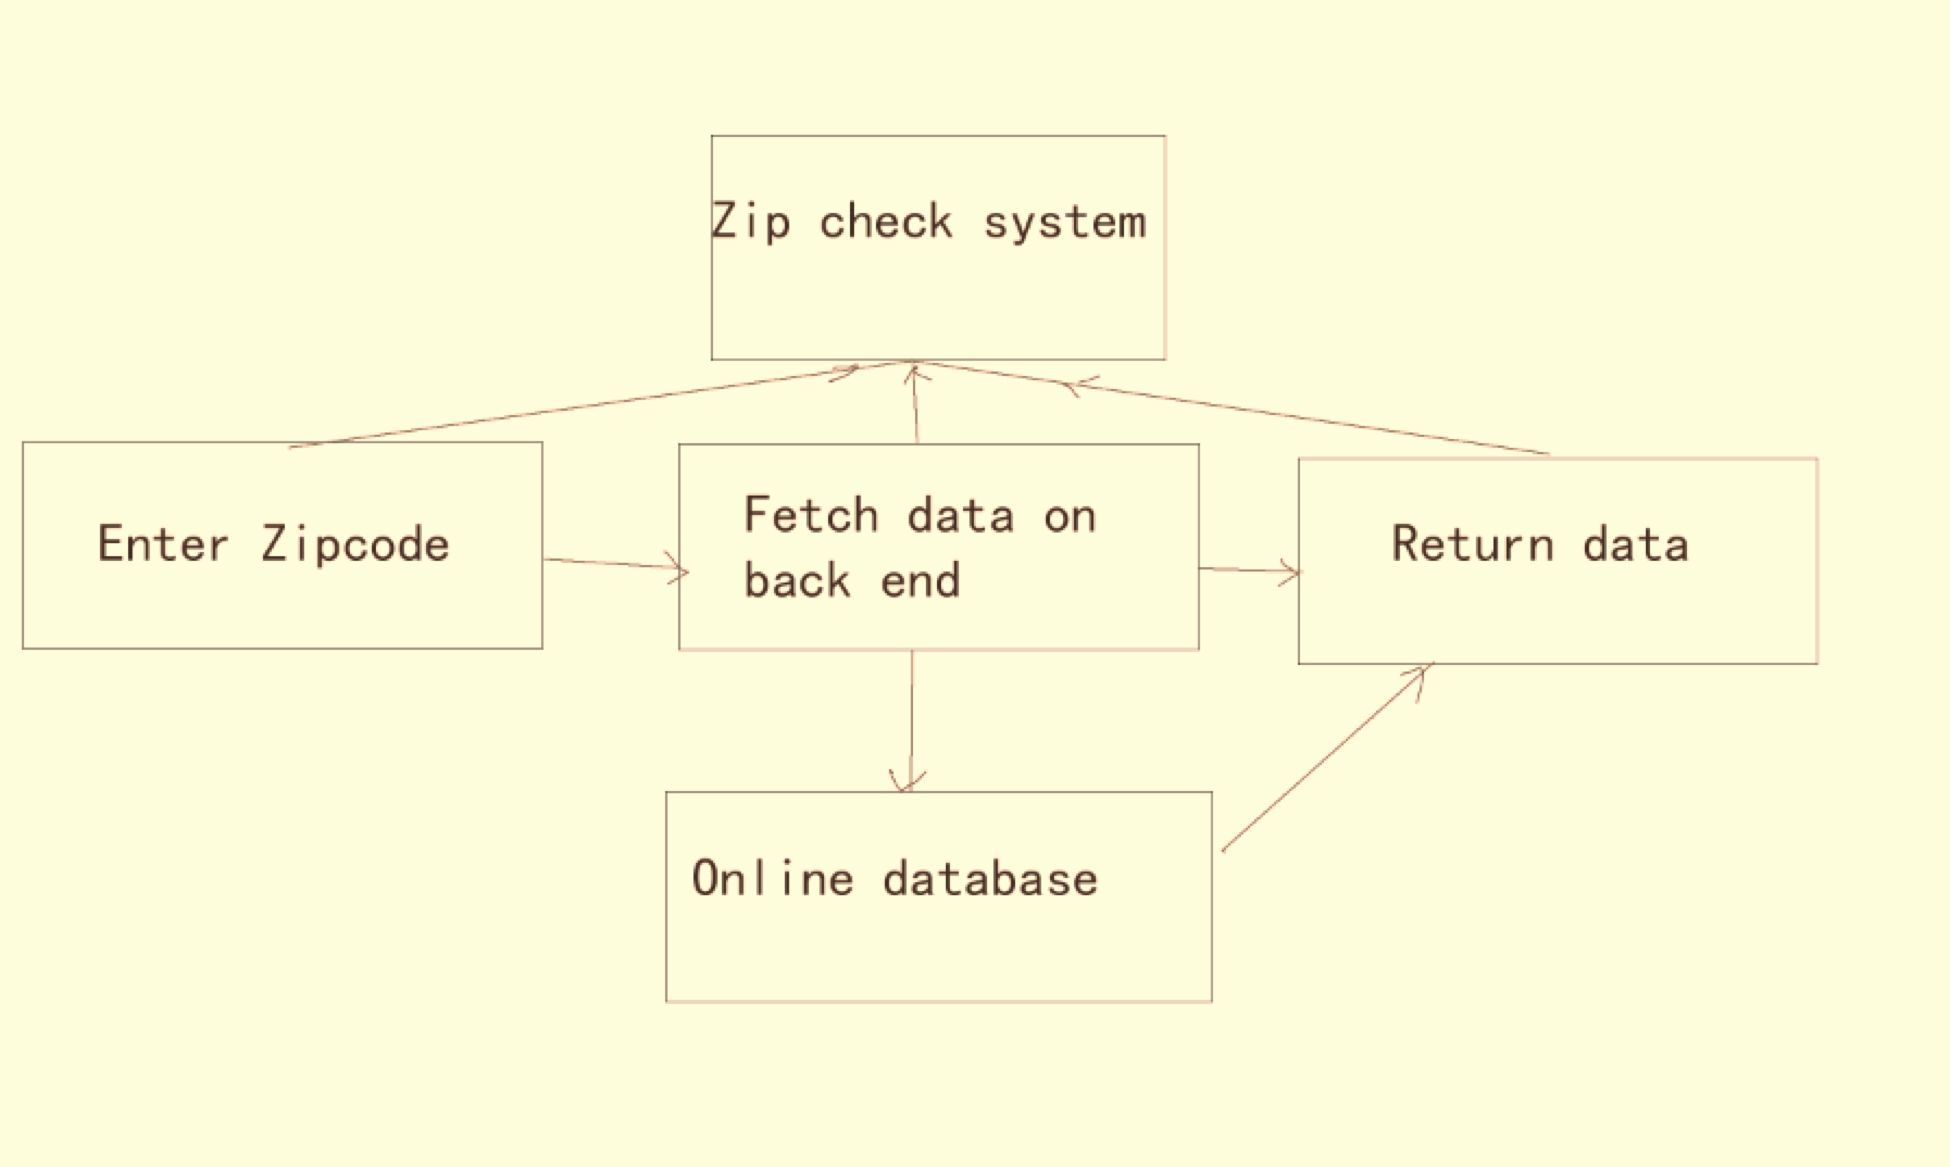 Zip check system
Enter Zipcode
Fetch data on
back end
Return data
Online database